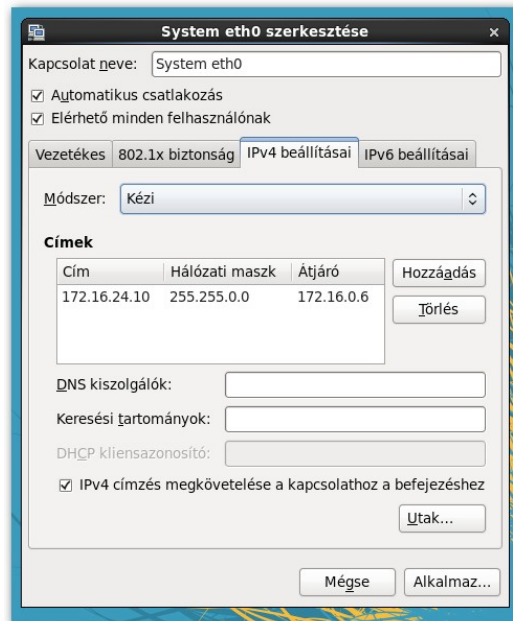 System eth0 szerkesztése
Kapcsolat neve: System eth0
Automatikus csatlakozás
Elérhető minden felhasználónak
Vezetékes 802.1x biztonság IPv4 beállításai IPv6 beállításai
Módszer: Kézi
Címek
Cím Hálózati maszk Átjáró Hozzáadás
172.16.24.10 255.255.0.0 172.16.0.6
Törlés
DNS kiszolgálók:
Keresési tartományok:
DHCP kliensazonosító:
IPv4 címzés megkövetelése a kapcsolathoz a befejezéshez
Utak...
Mégse Alkalmaz...